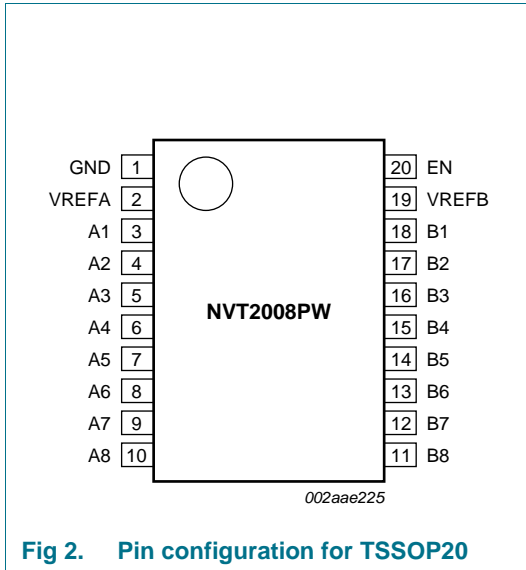 GND 1 20 EN
VREFA 2 19 VREFB
A1 3 18 B1
A2 4 17 B2
A3 5 16 B3
A4 6 NVT2008PW 15 B4
A5 7 14 B5
A6 8 13 B6
A7 9 12 B7
A8 10 11 B8
002aae225
Fig 2. Pin configuration for TSSOP20